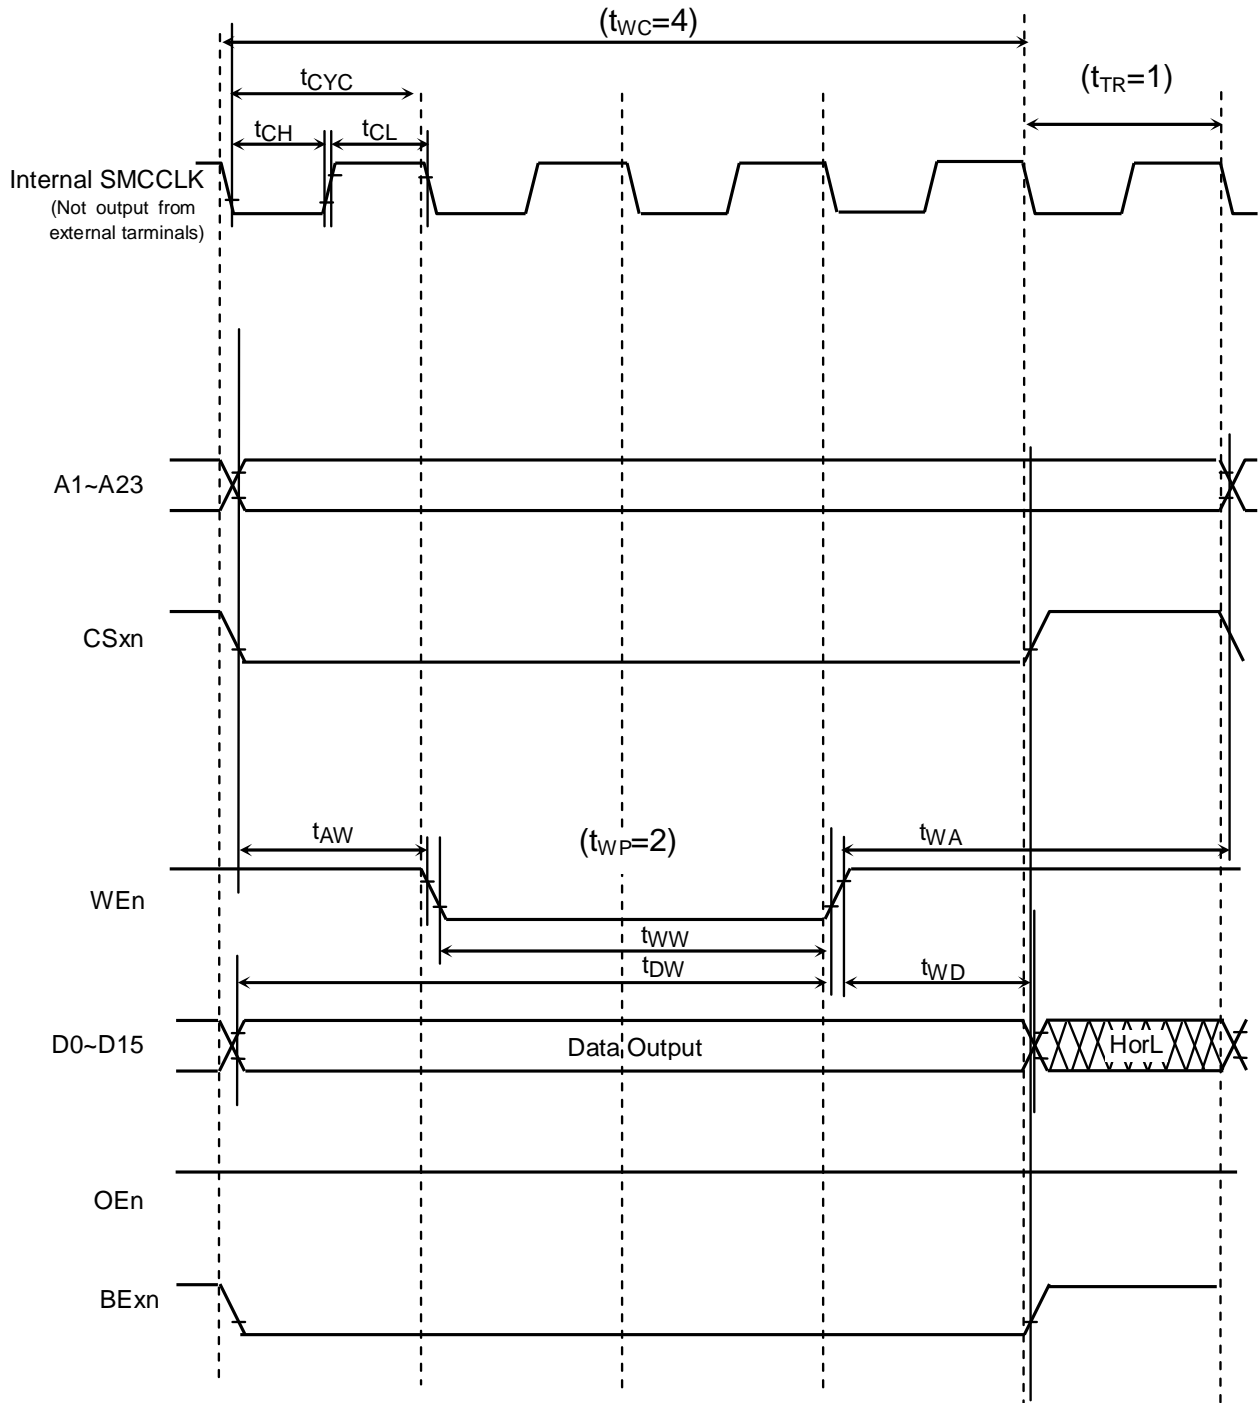 (tWC=4)
tCYC
(tTR=1)
tCH
tCL
Internal SMCCLK
(Not output from
external tarminals)
A1~A23
CSxn
tAW
(tWP=2)
tWA
WEn
tWW
tDW
tWD
D0~D15
Data Output
HorL
OEn
BExn